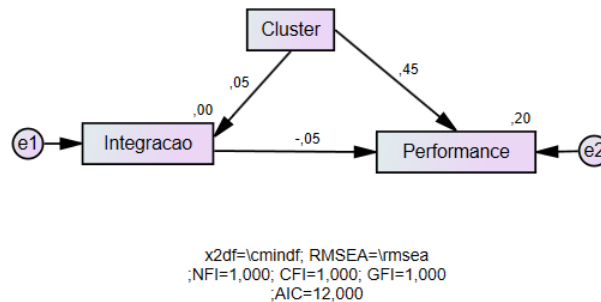 Cluster
,05
,45
,00
,20
e1
Integracao
-,05
Performance
e2
x2df=\cmindf; RMSEA=\rmsea
;NFI=1,000; CFI=1,000; GFI=1,000
;AIC=12,000